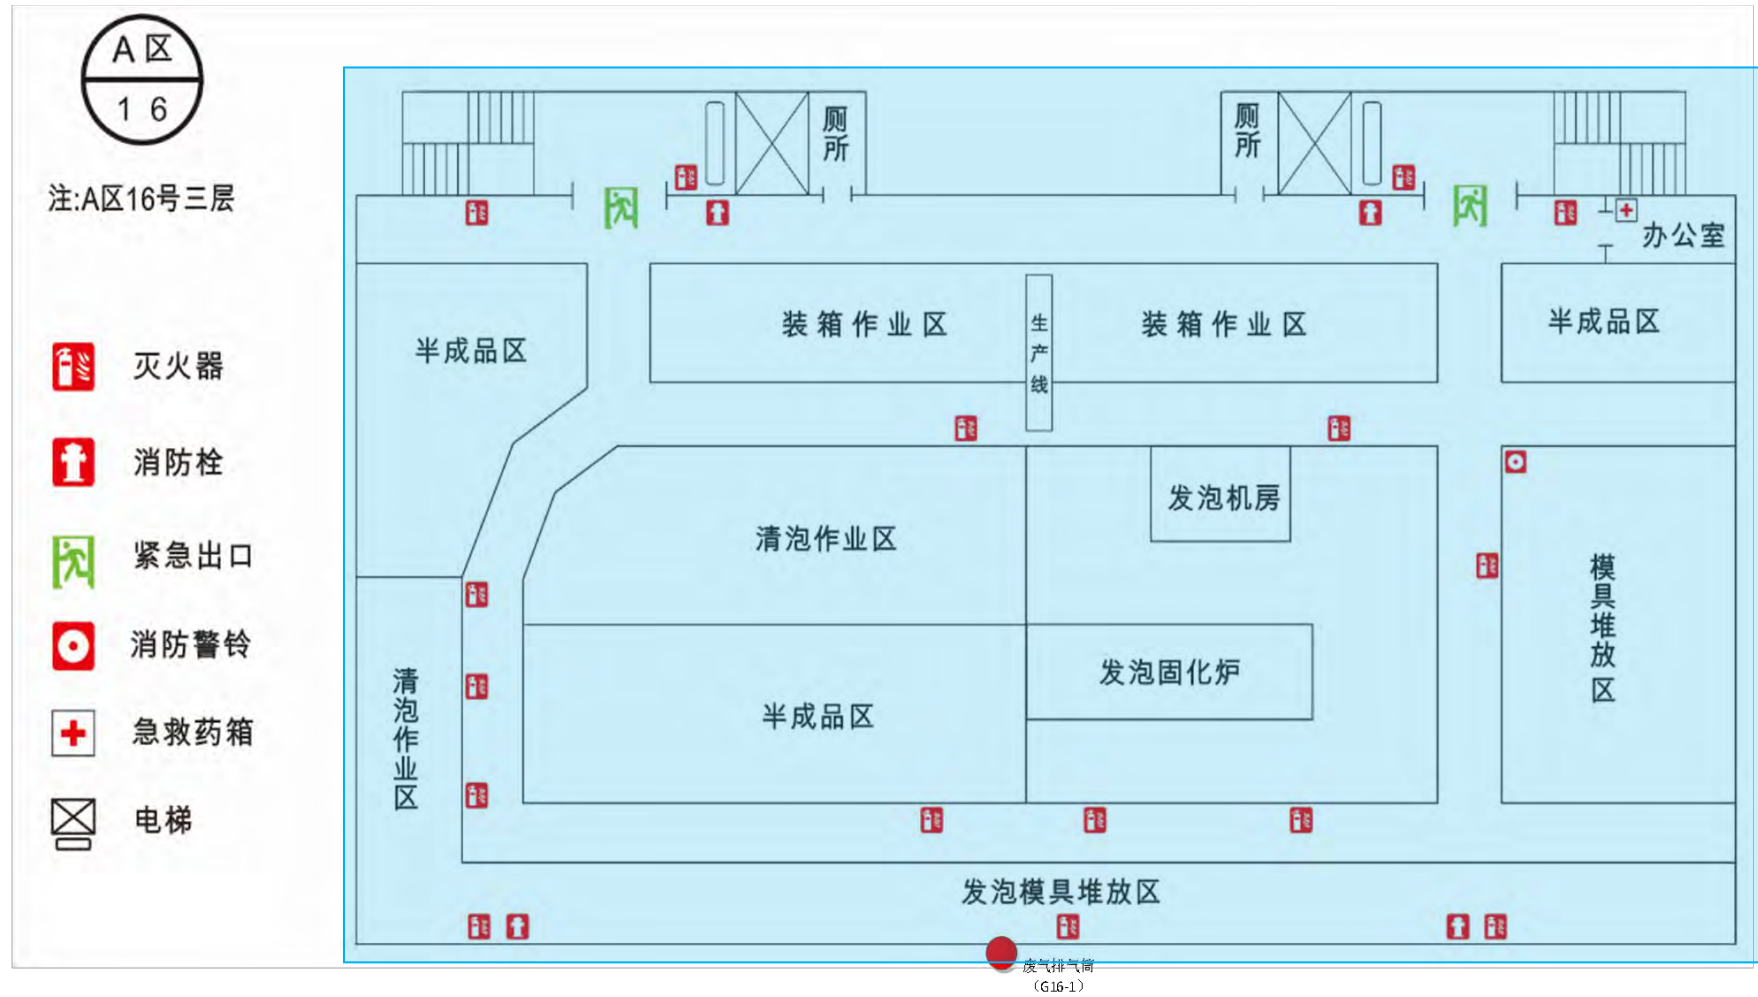 A区
16
注:A区16号三层
灭火器
消防栓
紧急出口
消防警铃
急救药箱
电梯
厕所
厕所
办公室
半成品区
装箱作业区
生产线
装箱作业区
半成品区
清泡作业区
发泡机房
模具堆放区
清泡作业区
半成品区
发泡固化炉
发泡模具堆放区
废气排气筒
（G16-1）